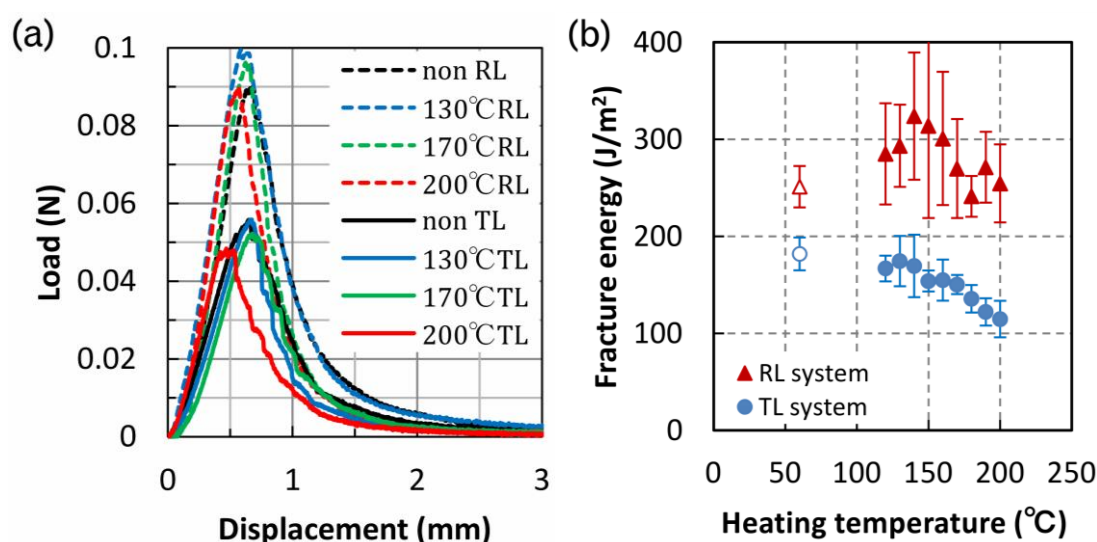 (a)
0.1
0.08
0.06
0.04
0.02
0
Load (N)
0 1 2 3
Displacement (mm)
non RL
130℃RL
170℃RL
200℃RL
non TL
130℃TL
170℃TL
200℃TL
(b)
400
300
200
100
0
Fracture energy (J/m²)
RL system
TL system
0 50 100 150 200 250
Heating temperature (℃)